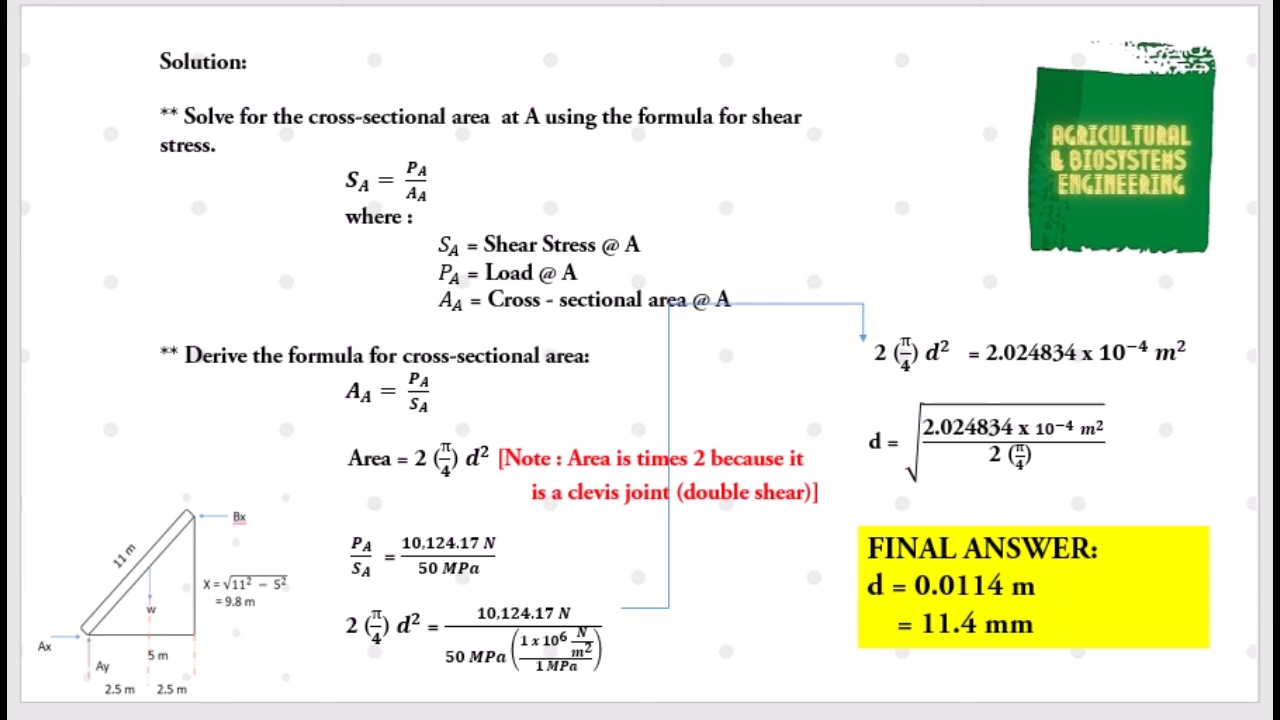 Solution:
** Solve for the cross-sectional area at A using the formula for shear
stress.
S_A = P_A / A_A
where :
S_A = Shear Stress @ A
P_A = Load @ A
A_A = Cross - sectional area @ A
** Derive the formula for cross-sectional area:
A_A = P_A / S_A
Area = 2 (π/4) d² [Note : Area is times 2 because it
is a clevis joint (double shear)]
P_A / S_A = 10,124.17 N / 50 MPa
2 (π/4) d² = 10,124.17 N / 50 MPa (1 x 10⁶ N/m² / 1 MPa)
AGRICULTURAL
& BIOSYSTEMS
ENGINEERING
2 (π/4) d² = 2.024834 x 10⁻⁴ m²
d = √(2.024834 x 10⁻⁴ m² / 2 (π/4))
FINAL ANSWER:
d = 0.0114 m
= 11.4 mm
Bx
11 m
X = √11² − 5²
= 9.8 m
w
Ax
5 m
Ay
2.5 m 2.5 m